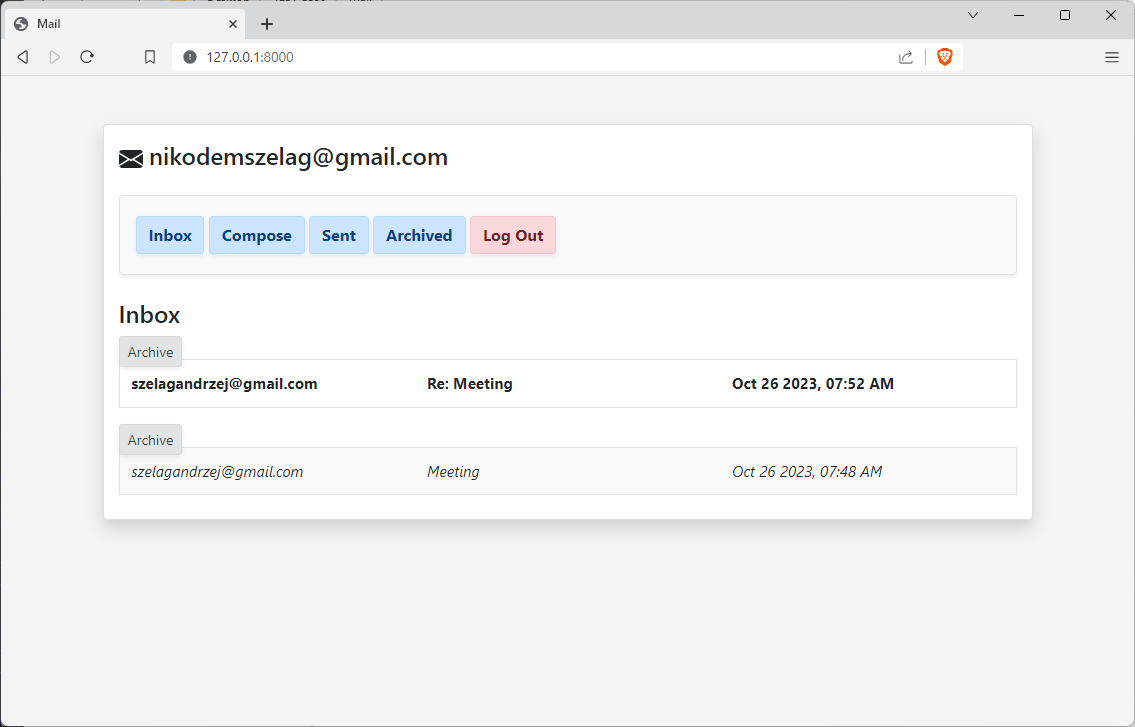 Mail
127.0.0.1:8000
nikodemszelag@gmail.com
Inbox Compose Sent Archived Log Out
Inbox
Archive
szelagandrzej@gmail.com Re: Meeting Oct 26 2023, 07:52 AM
Archive
szelagandrzej@gmail.com Meeting Oct 26 2023, 07:48 AM